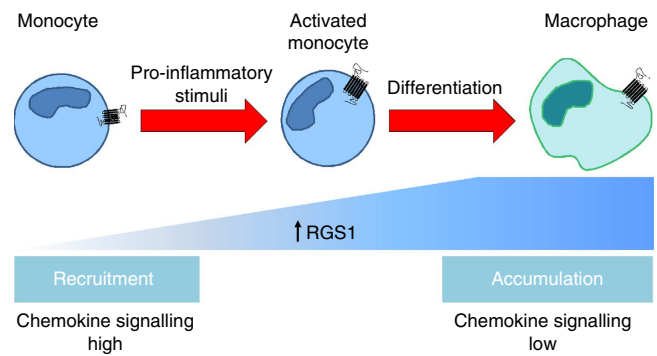 Monocyte
Activated
monocyte
Macrophage
Pro-inflammatory
stimuli
Differentiation
↑ RGS1
Recruitment
Accumulation
Chemokine signalling
high
Chemokine signalling
low